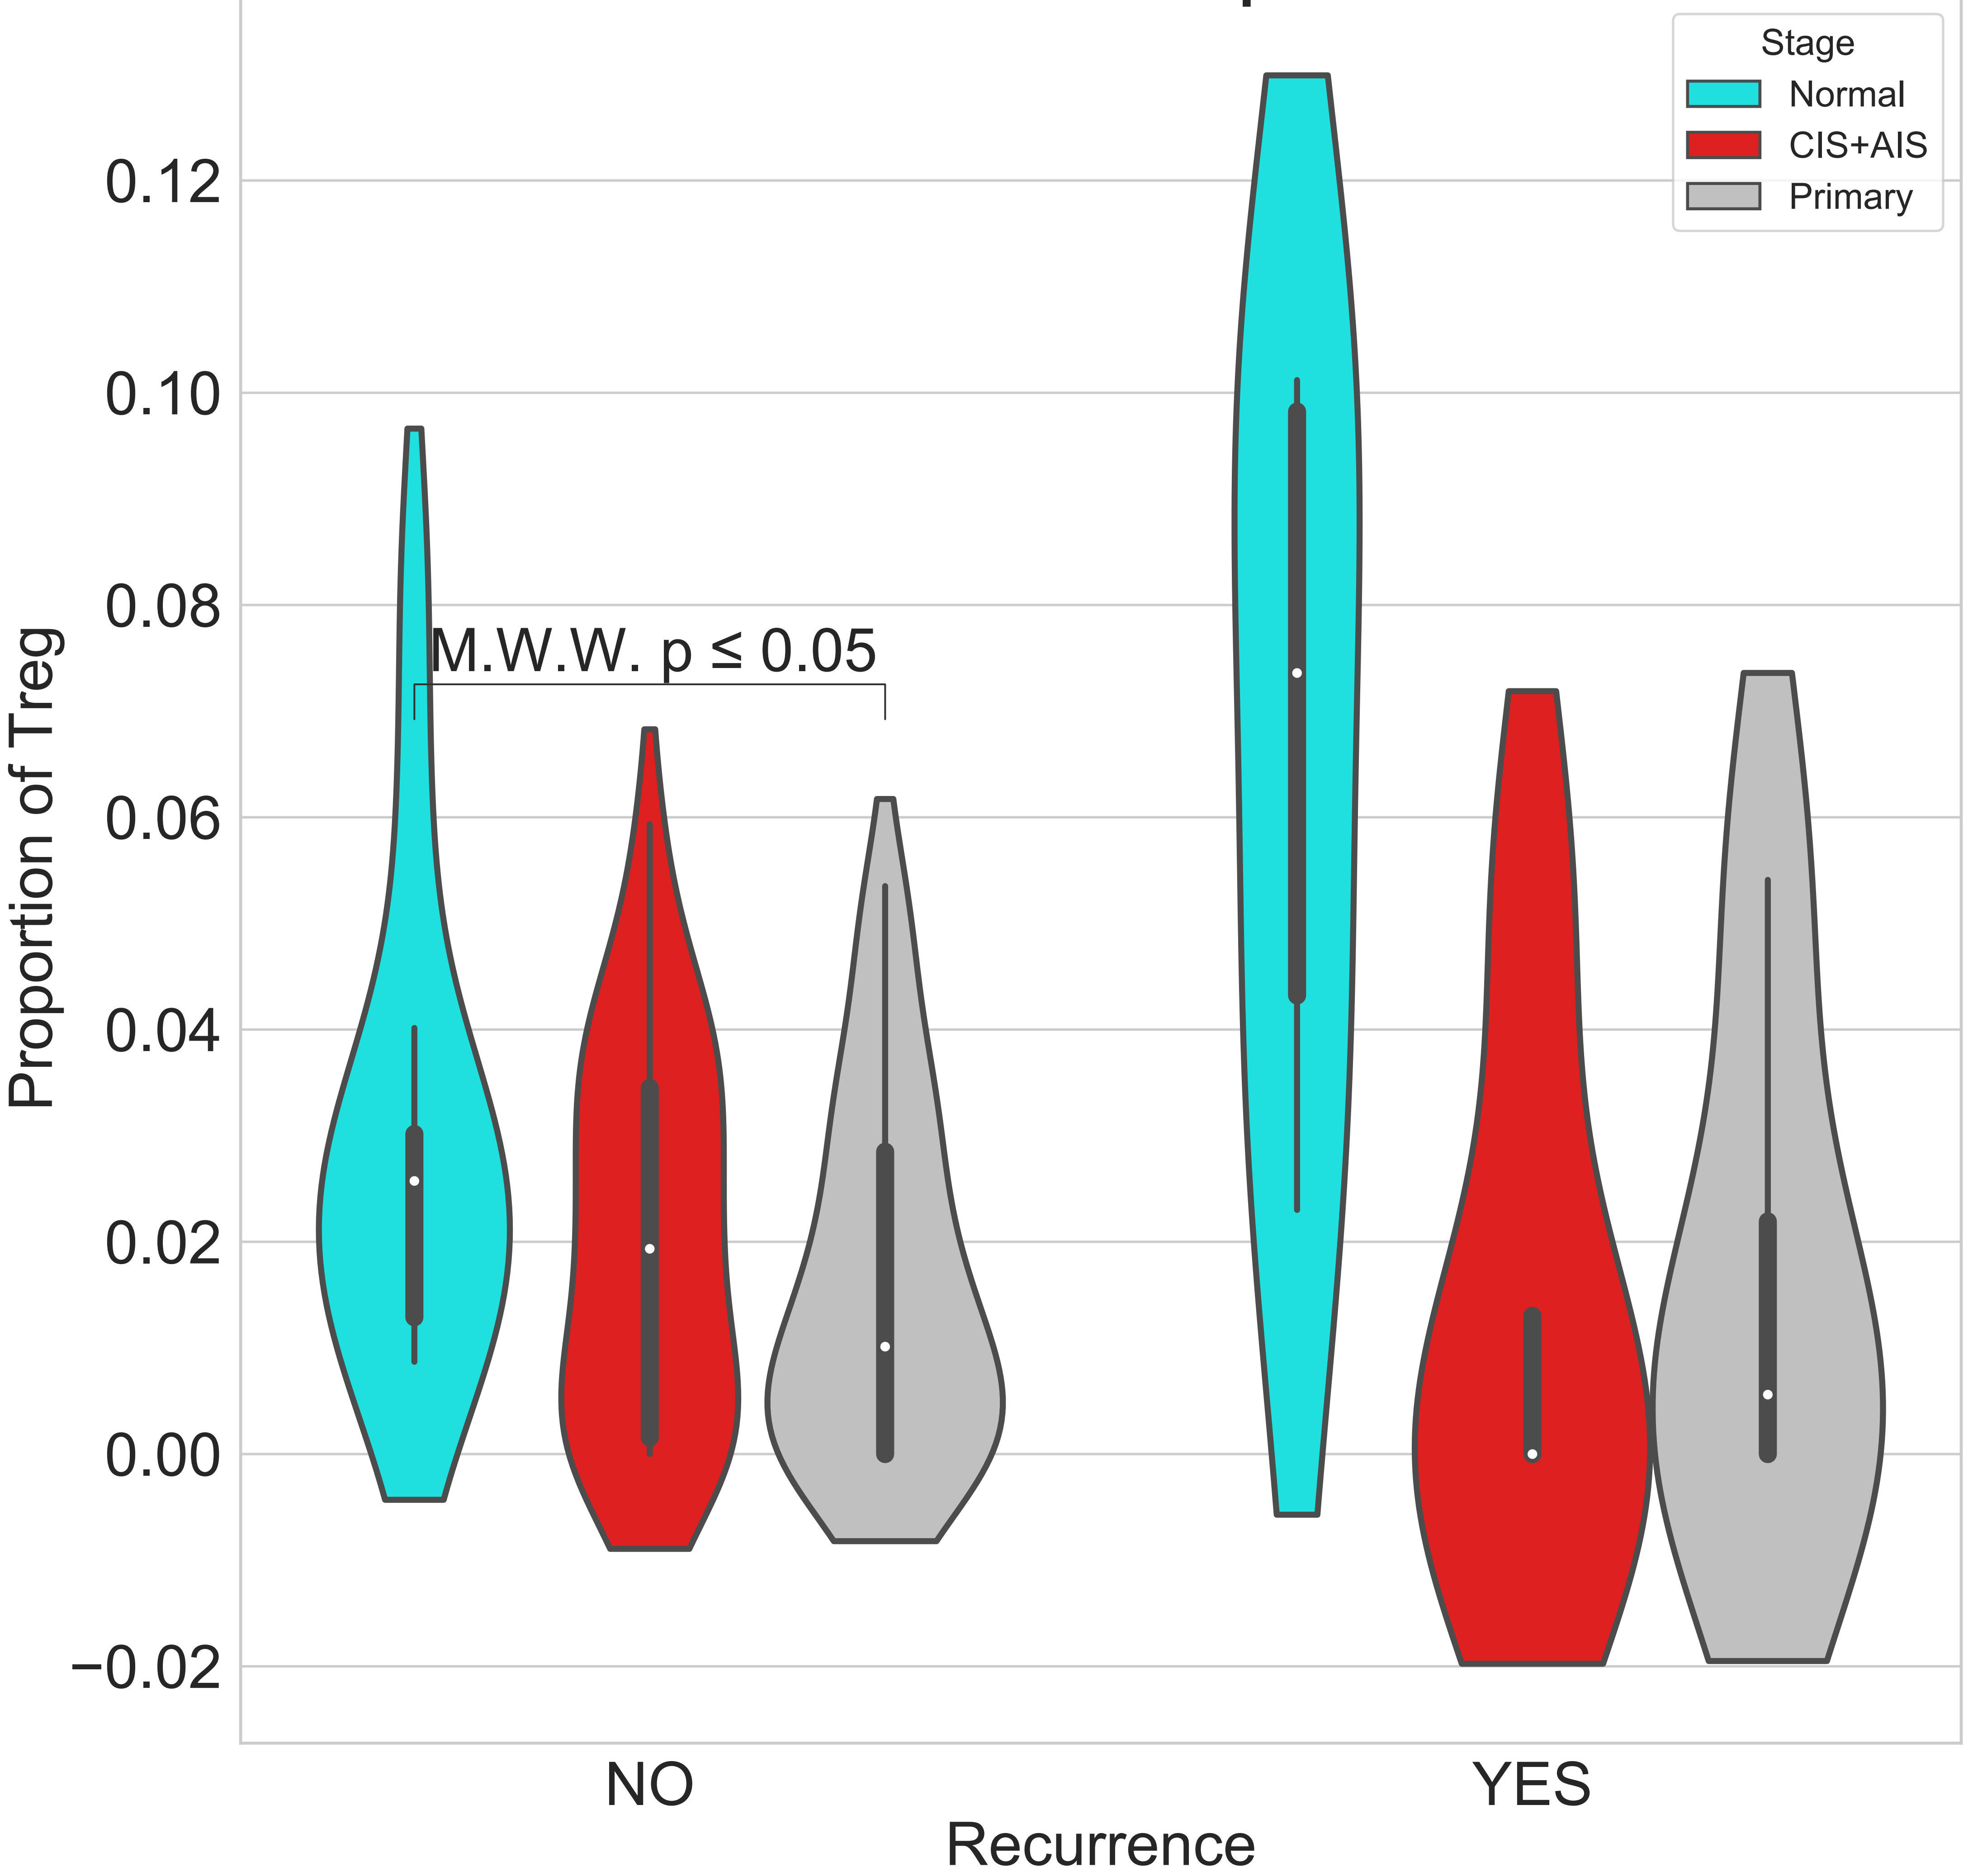 Stage
Normal
CIS+AIS
Primary
0.12
0.10
0.08
0.06
0.04
0.02
0.00
−0.02
Proportion of Treg
M.W.W. p ≤ 0.05
NO
YES
Recurrence